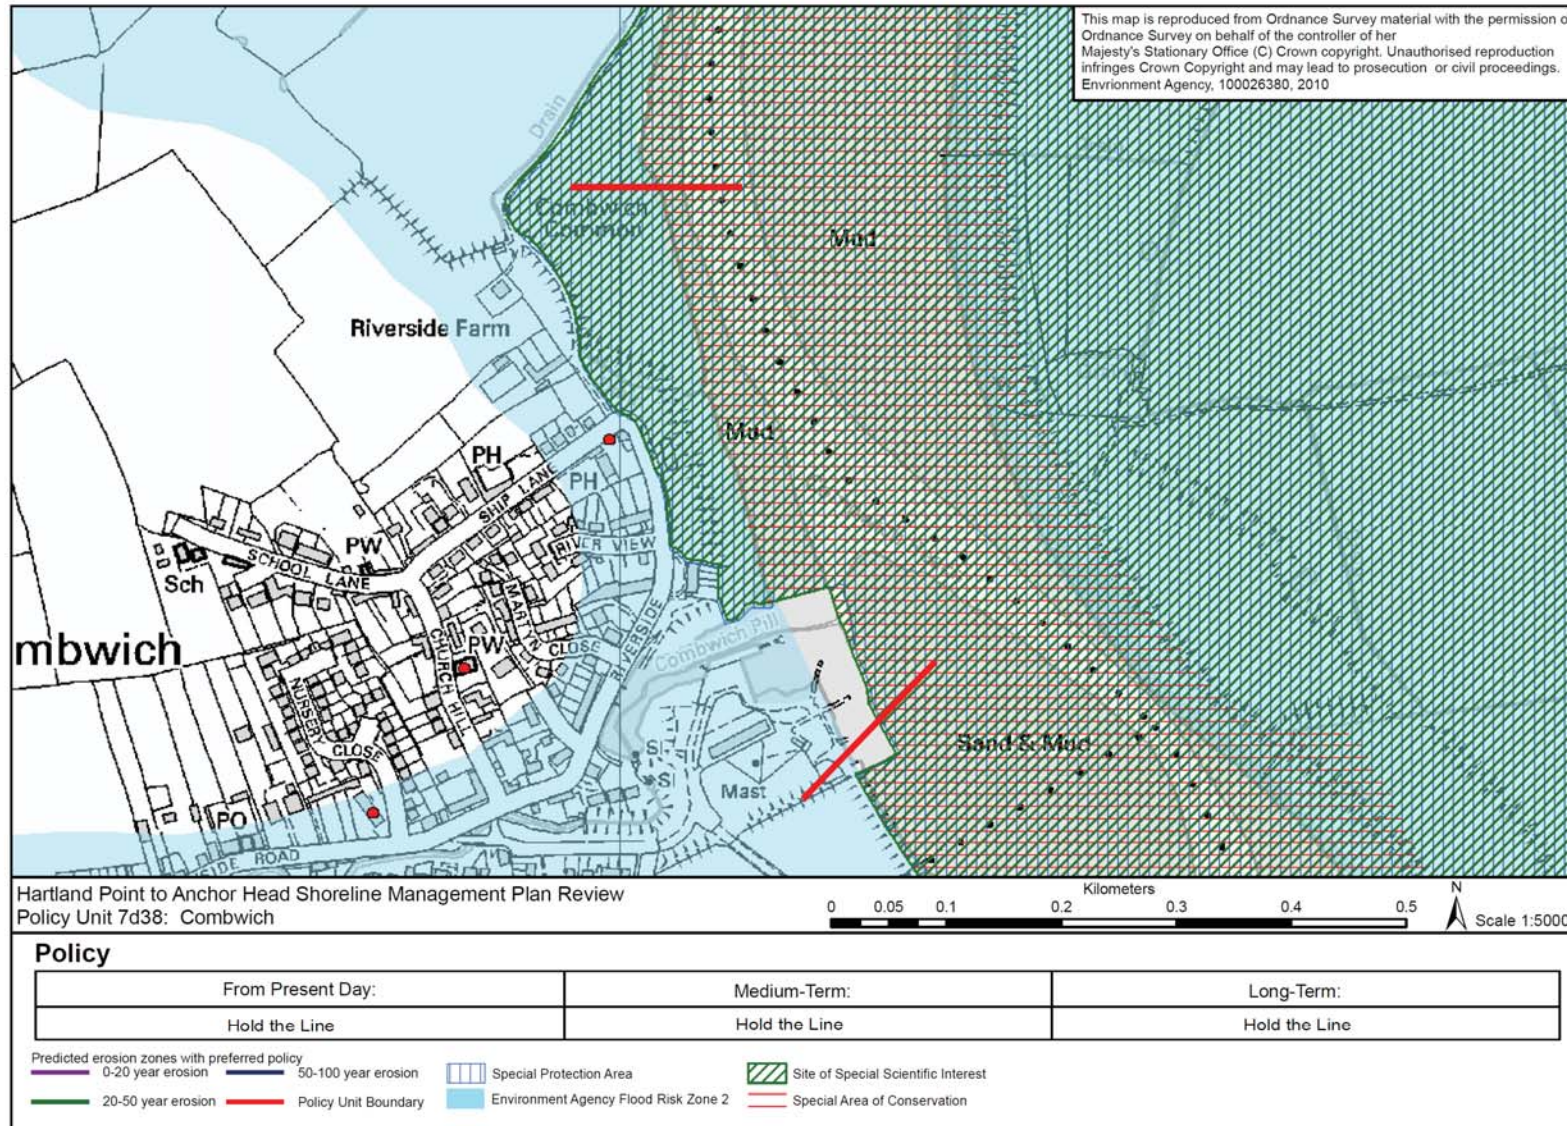 This map is reproduced from Ordnance Survey material with the permission o
Ordnance Survey on behalf of the controller of her
Majesty's Stationary Office (C) Crown copyright. Unauthorised reproduction
infringes Crown Copyright and may lead to prosecution or civil proceedings.
Envrionment Agency, 100026380, 2010
Drain
Combwich
Common
Mud
Riverside Farm
Mud
PH
PH
SHIP LANE
RIVER VIEW
PW
SCHOOL LANE
Sch
MARTYN
CLOSE
RIVERSIDE
Combwich Pill
mbwich
PW
CHURCH HILL
NURSERY
CLOSE
Sand & Mud
Sl
Sl
Mast
PO
SIDE ROAD
Hartland Point to Anchor Head Shoreline Management Plan Review
Policy Unit 7d38: Combwich
Kilometers
0 0.05 0.1 0.2 0.3 0.4 0.5
N
Scale 1:5000
Policy
From Present Day: Medium-Term: Long-Term:
Hold the Line Hold the Line Hold the Line
Predicted erosion zones with preferred policy
0-20 year erosion 50-100 year erosion Special Protection Area Site of Special Scientific Interest
20-50 year erosion Policy Unit Boundary Environment Agency Flood Risk Zone 2 Special Area of Conservation